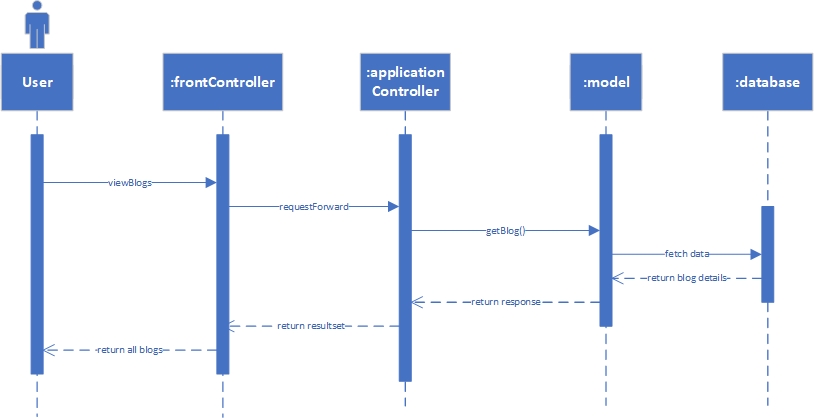 User
:frontController
:application
Controller
:model
:database
viewBlogs
requestForward
getBlog()
fetch data
return blog details
return response
return resultset
return all blogs